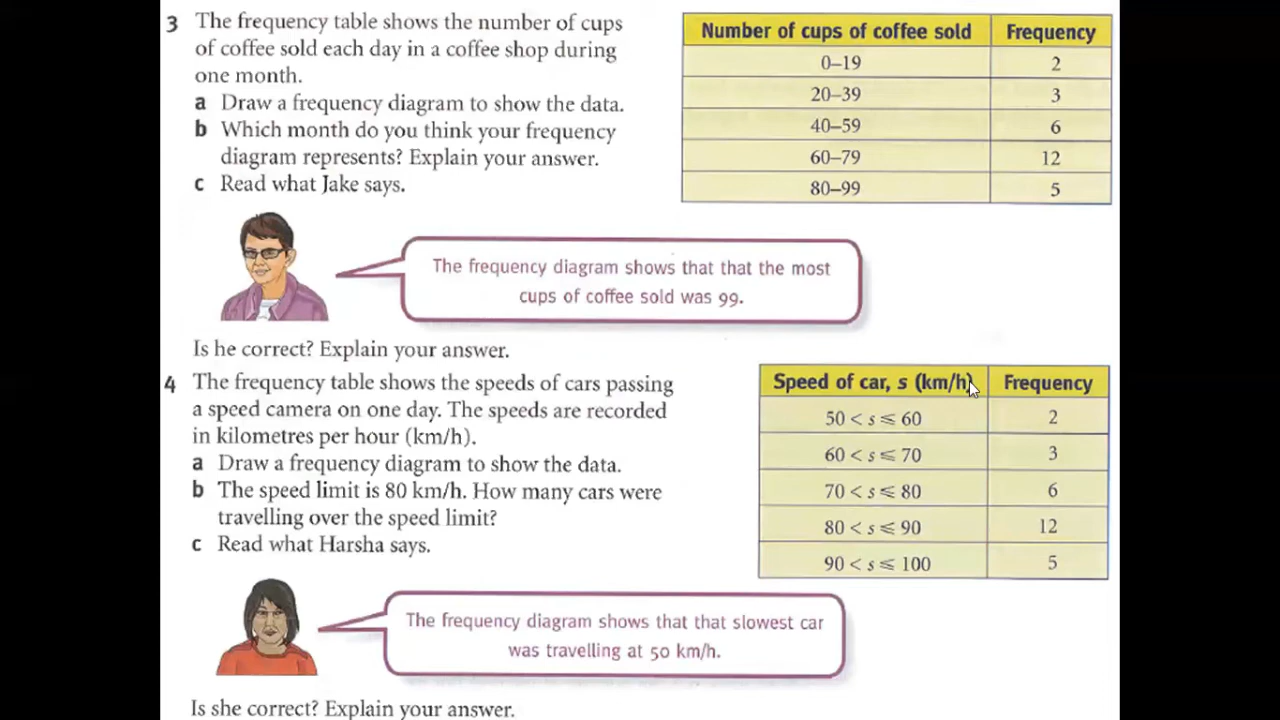 3 The frequency table shows the number of cups
of coffee sold each day in a coffee shop during
one month.
a Draw a frequency diagram to show the data.
b Which month do you think your frequency
diagram represents? Explain your answer.
c Read what Jake says.
Number of cups of coffee sold Frequency
0–19 2
20–39 3
40–59 6
60–79 12
80–99 5
The frequency diagram shows that that the most
cups of coffee sold was 99.
Is he correct? Explain your answer.
4 The frequency table shows the speeds of cars passing
a speed camera on one day. The speeds are recorded
in kilometres per hour (km/h).
a Draw a frequency diagram to show the data.
b The speed limit is 80 km/h. How many cars were
travelling over the speed limit?
c Read what Harsha says.
Speed of car, s (km/h) Frequency
50 < s ⩽ 60 2
60 < s ⩽ 70 3
70 < s ⩽ 80 6
80 < s ⩽ 90 12
90 < s ⩽ 100 5
The frequency diagram shows that that slowest car
was travelling at 50 km/h.
Is she correct? Explain your answer.